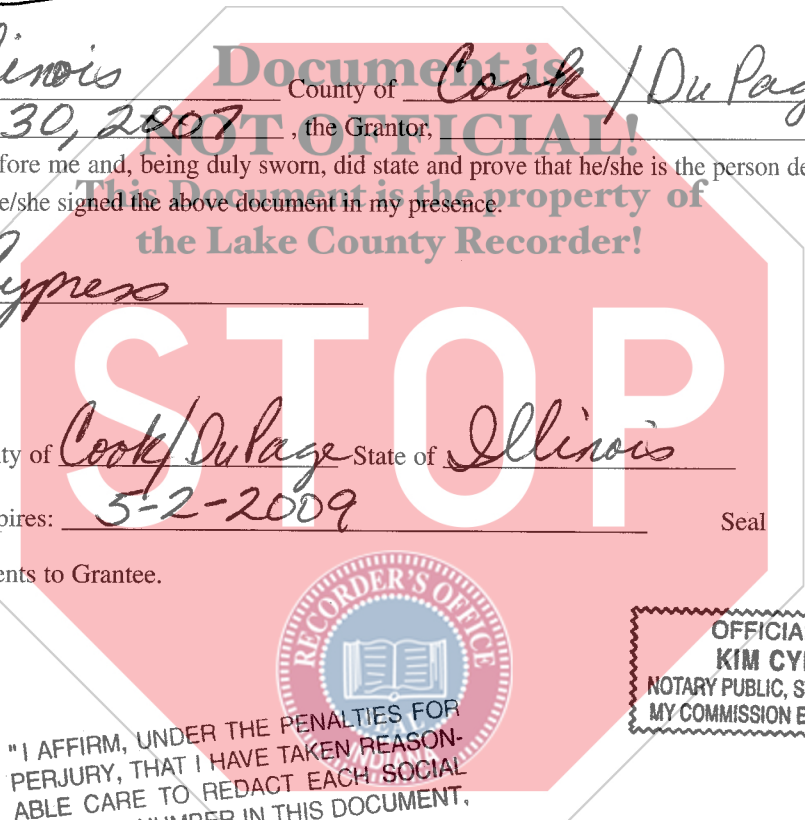 Document is
linois County of Cook / Du Pag
NOT OFFICIAL!
30, 2007, the Grantor,
fore me and, being duly sworn, did state and prove that he/she is the person de
This Document is the property of
e/she signed the above document in my presence.
the Lake County Recorder!
Cypress
STOP
ty of Cook/DuPage State of Illinois
pires: 5-2-2009 Seal
ents to Grantee.
RECORDER'S OFFICE
INDIANA
OFFICIA
KIM CY
NOTARY PUBLIC, S
MY COMMISSION E
"I AFFIRM, UNDER THE PENALTIES FOR
PERJURY, THAT I HAVE TAKEN REASON-
ABLE CARE TO REDACT EACH SOCIAL
NUMBER IN THIS DOCUMENT,